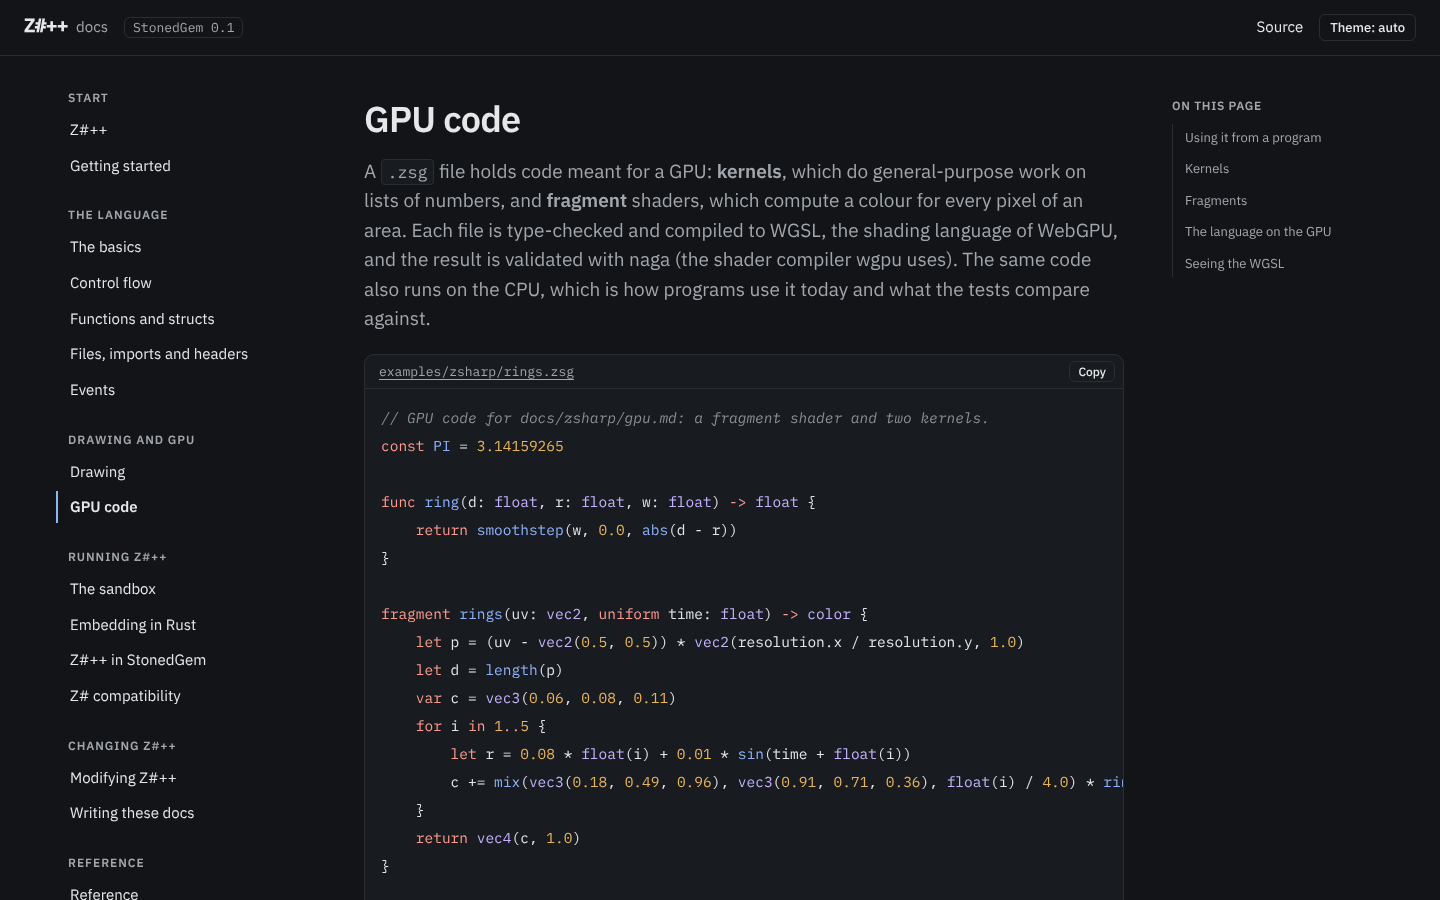 Z#++ docs StonedGem 0.1 Source Theme: auto
START
Z#++
Getting started
THE LANGUAGE
The basics
Control flow
Functions and structs
Files, imports and headers
Events
DRAWING AND GPU
Drawing
GPU code
RUNNING Z#++
The sandbox
Embedding in Rust
Z#++ in StonedGem
Z# compatibility
CHANGING Z#++
Modifying Z#++
Writing these docs
REFERENCE
Reference
GPU code
A .zsg file holds code meant for a GPU: kernels, which do general-purpose work on
lists of numbers, and fragment shaders, which compute a colour for every pixel of an
area. Each file is type-checked and compiled to WGSL, the shading language of WebGPU,
and the result is validated with naga (the shader compiler wgpu uses). The same code
also runs on the CPU, which is how programs use it today and what the tests compare
against.
examples/zsharp/rings.zsg Copy
// GPU code for docs/zsharp/gpu.md: a fragment shader and two kernels.
const PI = 3.14159265
func ring(d: float, r: float, w: float) -> float {
    return smoothstep(w, 0.0, abs(d - r))
}
fragment rings(uv: vec2, uniform time: float) -> color {
    let p = (uv - vec2(0.5, 0.5)) * vec2(resolution.x / resolution.y, 1.0)
    let d = length(p)
    var c = vec3(0.06, 0.08, 0.11)
    for i in 1..5 {
        let r = 0.08 * float(i) + 0.01 * sin(time + float(i))
        c += mix(vec3(0.18, 0.49, 0.96), vec3(0.91, 0.71, 0.36), float(i) / 4.0) *
    }
    return vec4(c, 1.0)
}
ON THIS PAGE
Using it from a program
Kernels
Fragments
The language on the GPU
Seeing the WGSL